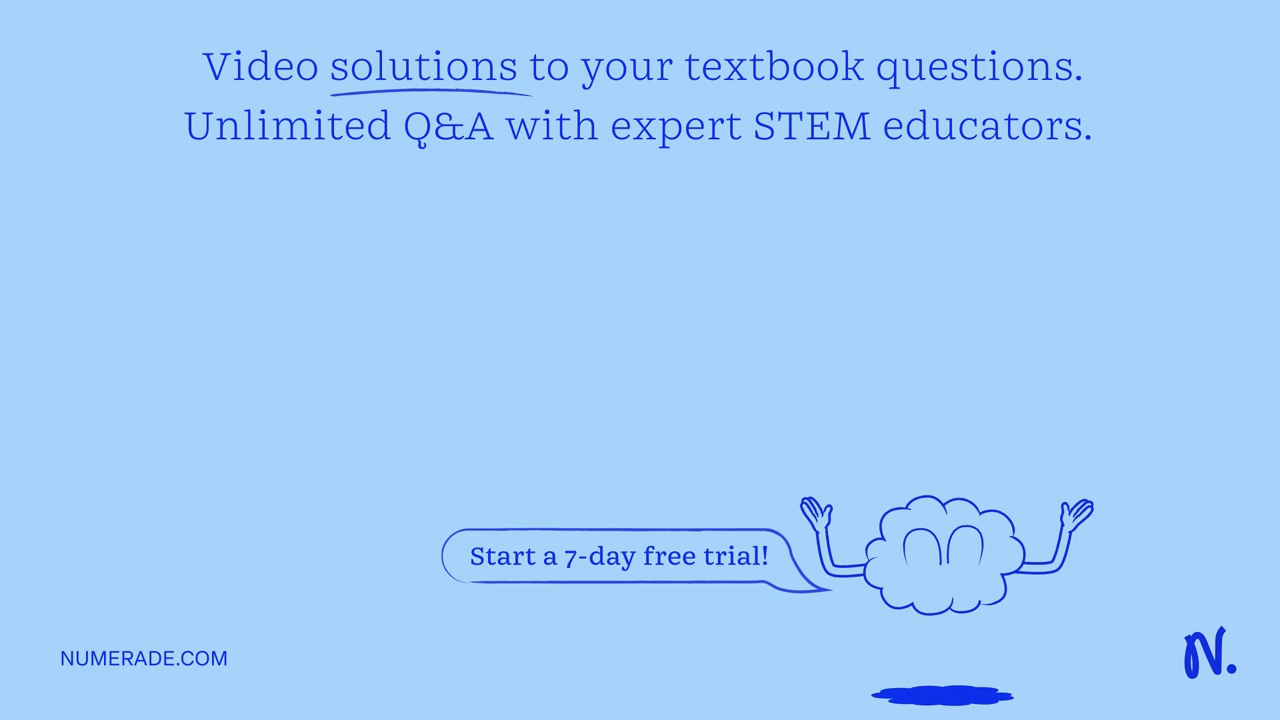 Video solutions to your textbook questions.
Unlimited Q&A with expert STEM educators.
Start a 7-day free trial!
NUMERADE.COM
N.